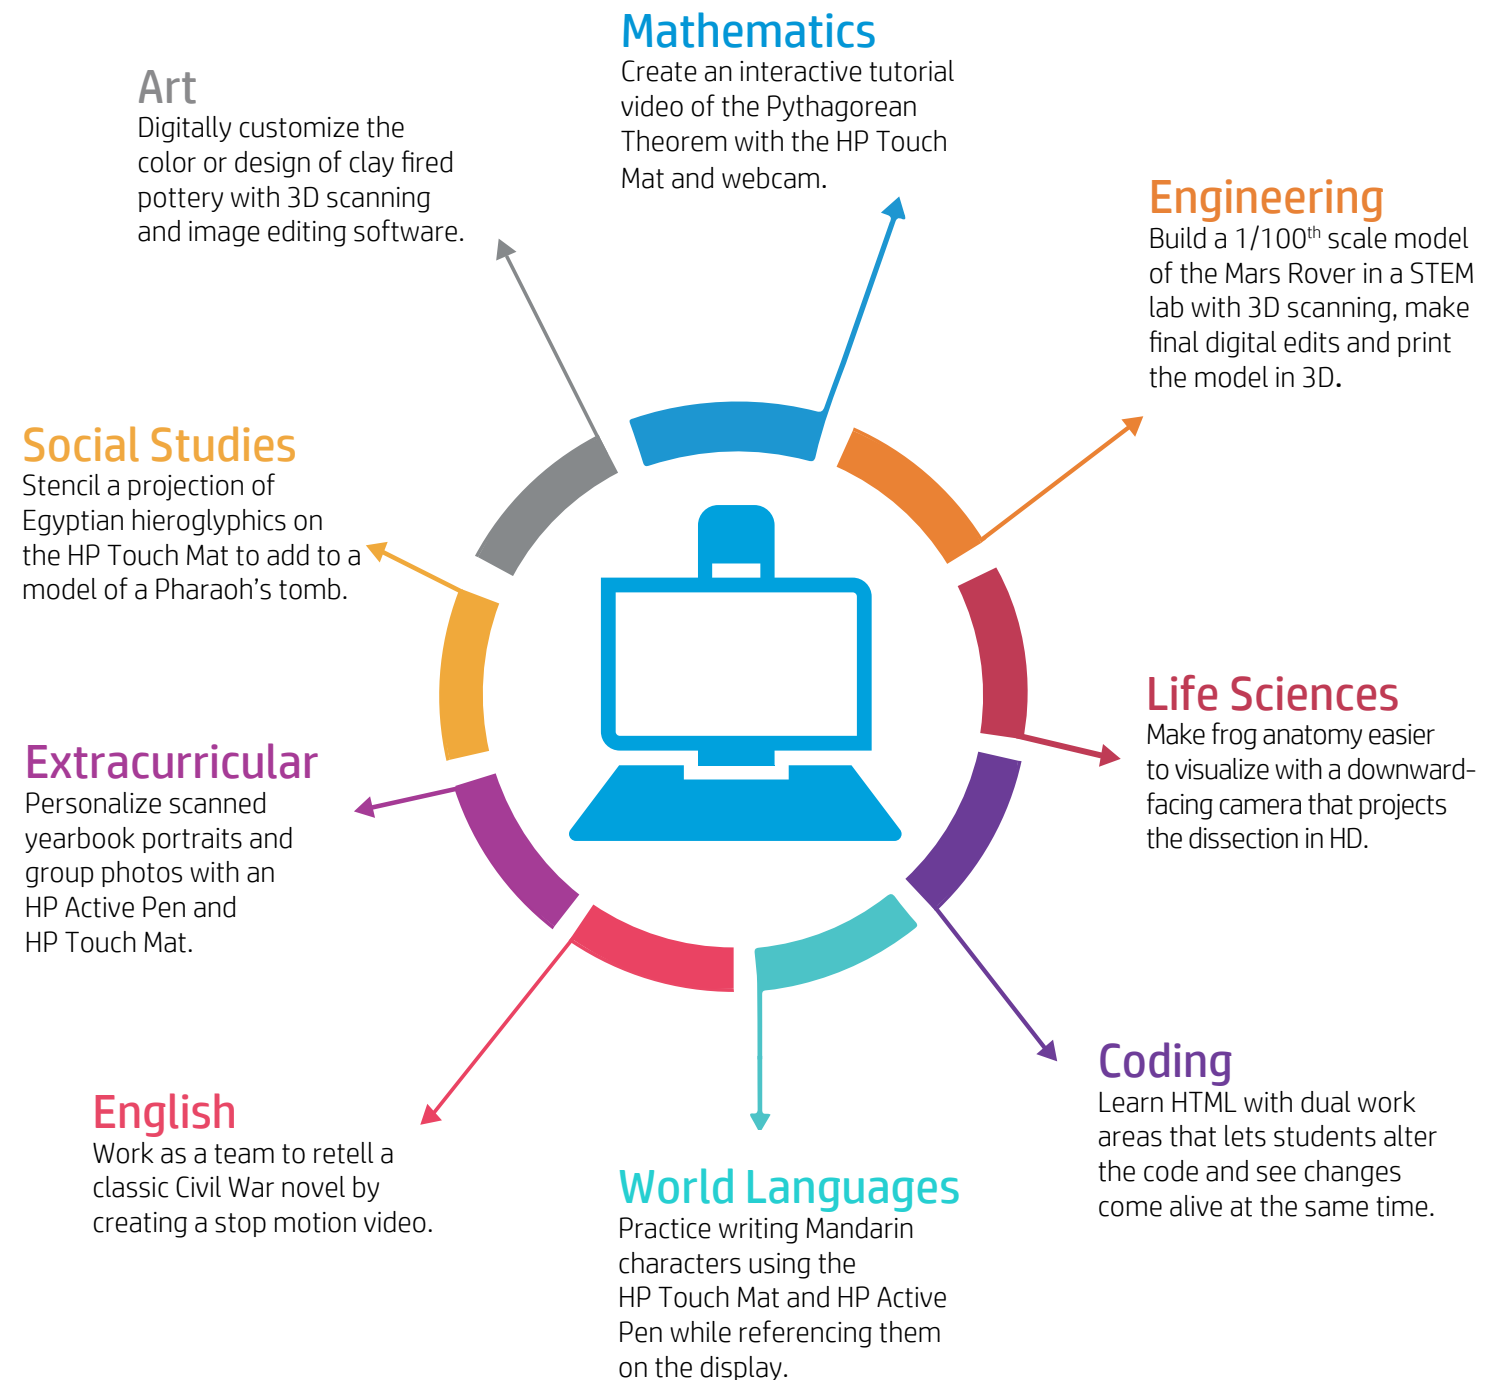 Mathematics
Create an interactive tutorial
video of the Pythagorean
Theorem with the HP Touch
Mat and webcam.
Art
Digitally customize the
color or design of clay fired
pottery with 3D scanning
and image editing software.
Engineering
Build a 1/100th scale model
of the Mars Rover in a STEM
lab with 3D scanning, make
final digital edits and print
the model in 3D.
Social Studies
Stencil a projection of
Egyptian hieroglyphics on
the HP Touch Mat to add to a
model of a Pharaoh's tomb.
Life Sciences
Make frog anatomy easier
to visualize with a downward-
facing camera that projects
the dissection in HD.
Extracurricular
Personalize scanned
yearbook portraits and
group photos with an
HP Active Pen and
HP Touch Mat.
Coding
Learn HTML with dual work
areas that lets students alter
the code and see changes
come alive at the same time.
English
Work as a team to retell a
classic Civil War novel by
creating a stop motion video.
World Languages
Practice writing Mandarin
characters using the
HP Touch Mat and HP Active
Pen while referencing them
on the display.